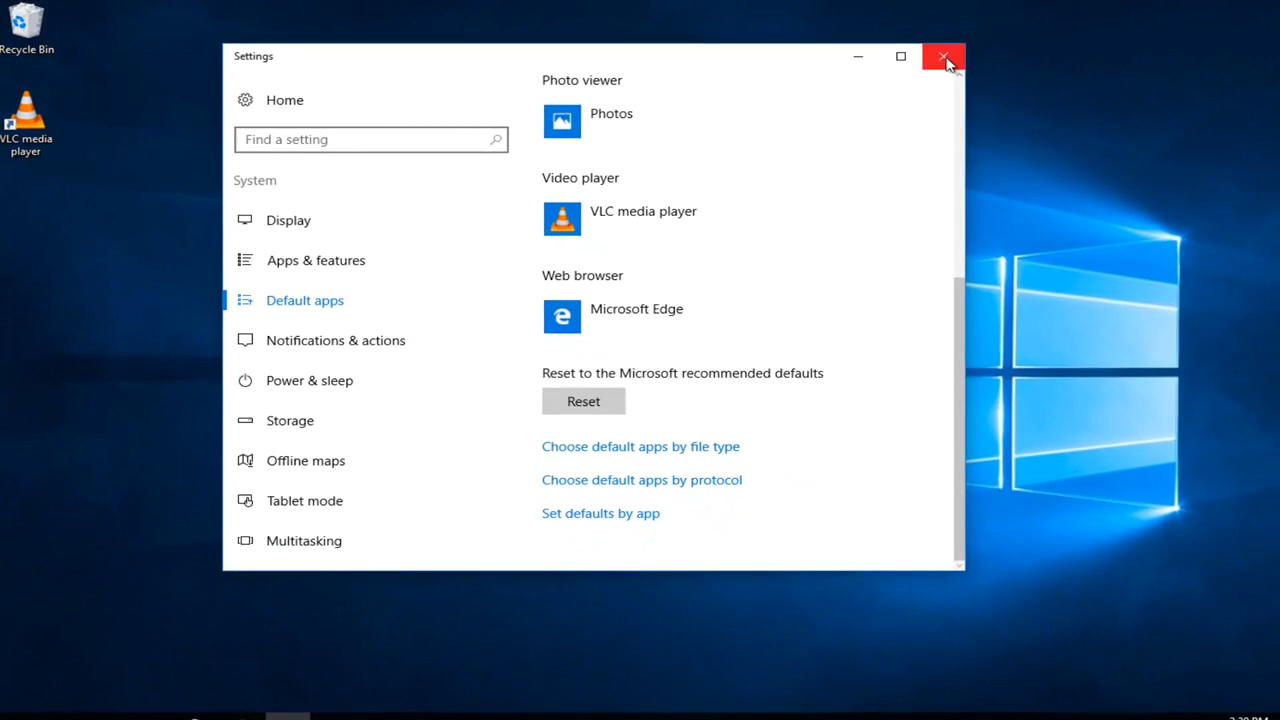 Recycle Bin
VLC media
player
Settings
Home
Find a setting
System
Display
Apps & features
Default apps
Notifications & actions
Power & sleep
Storage
Offline maps
Tablet mode
Multitasking
Photo viewer
Photos
Video player
VLC media player
Web browser
Microsoft Edge
Reset to the Microsoft recommended defaults
Reset
Choose default apps by file type
Choose default apps by protocol
Set defaults by app